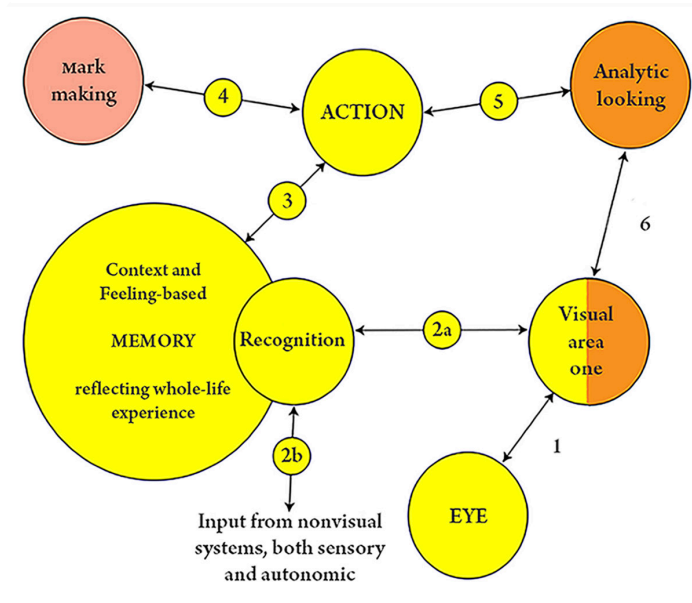 Mark
making
4
ACTION
5
Analytic
looking
3
6
Context and
Feeling-based
MEMORY
reflecting whole-life
experience
Recognition
2a
Visual
area
one
2b
1
EYE
Input from nonvisual
systems, both sensory
and autonomic